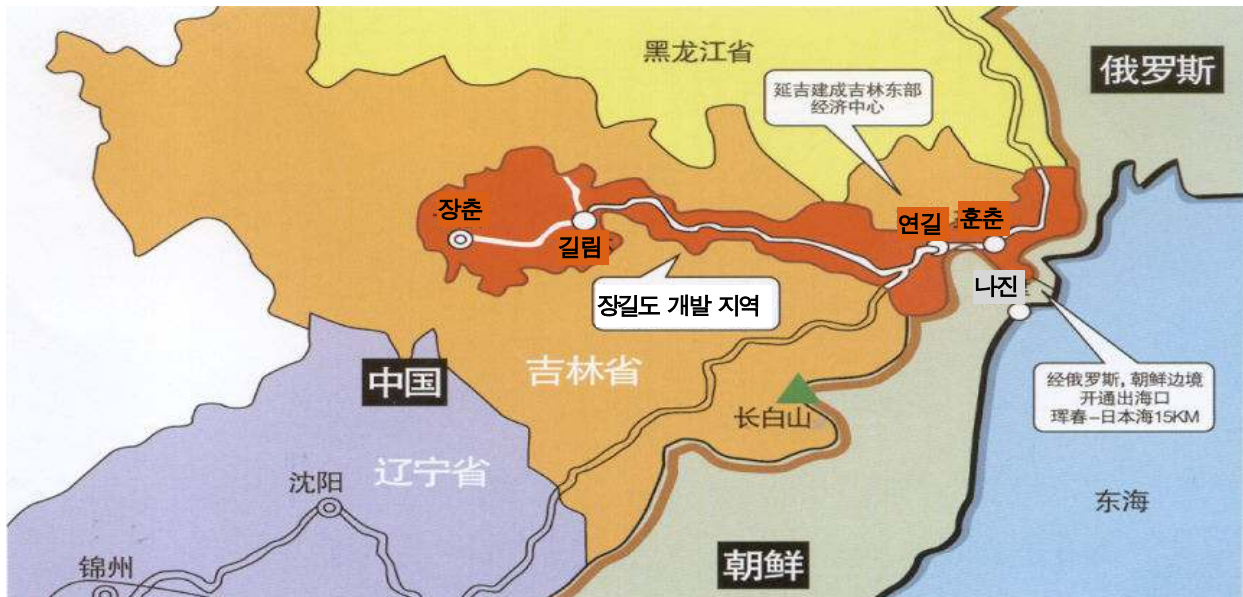 黑龙江省
俄罗斯
延吉建成吉林东部
经济中心
장춘
길림
연길
훈춘
나진
장길도 개발 지역
中国
吉林省
长白山
经俄罗斯，朝鲜边境
开通出海口
珲春-日本海15KM
辽宁省
沈阳
东海
锦州
朝鲜